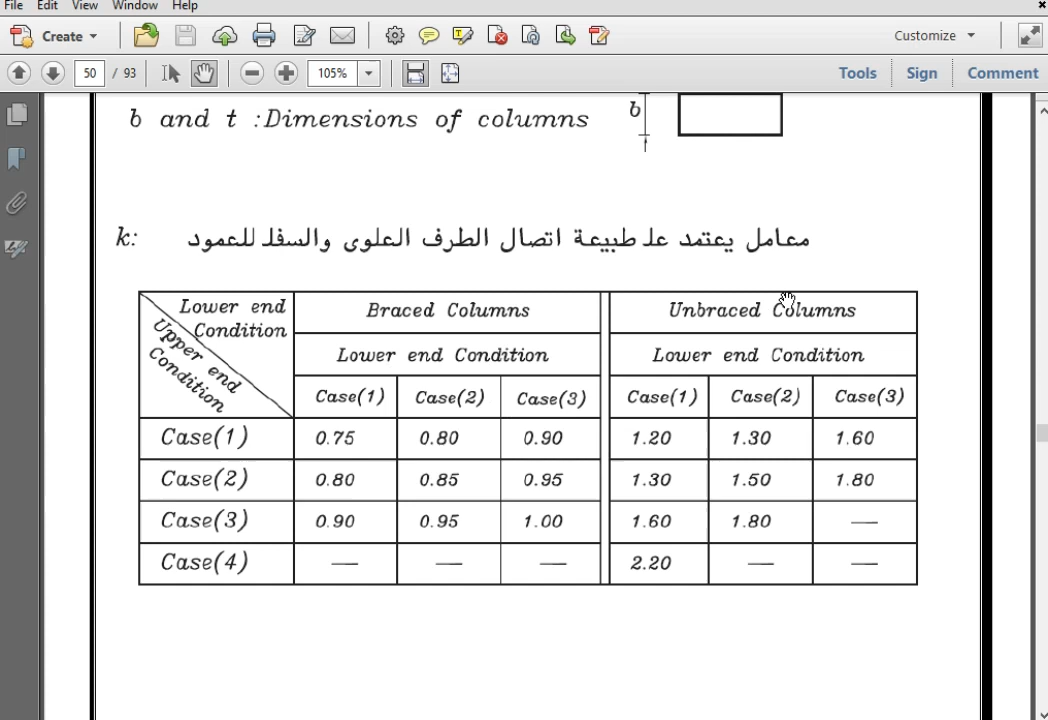 File Edit View Window Help
Create Customize
50 / 93 105% Tools Sign Comment
b and t :Dimensions of columns b
k: معامل يعتمد علـ طبيعة اتصال الطرف العلوى والسفلـ للعمود
Lower end Condition Upper end Condition Braced Columns Unbraced Columns
Lower end Condition Lower end Condition
Case(1) Case(2) Case(3) Case(1) Case(2) Case(3)
Case(1) 0.75 0.80 0.90 1.20 1.30 1.60
Case(2) 0.80 0.85 0.95 1.30 1.50 1.80
Case(3) 0.90 0.95 1.00 1.60 1.80 —
Case(4) — — — 2.20 — —